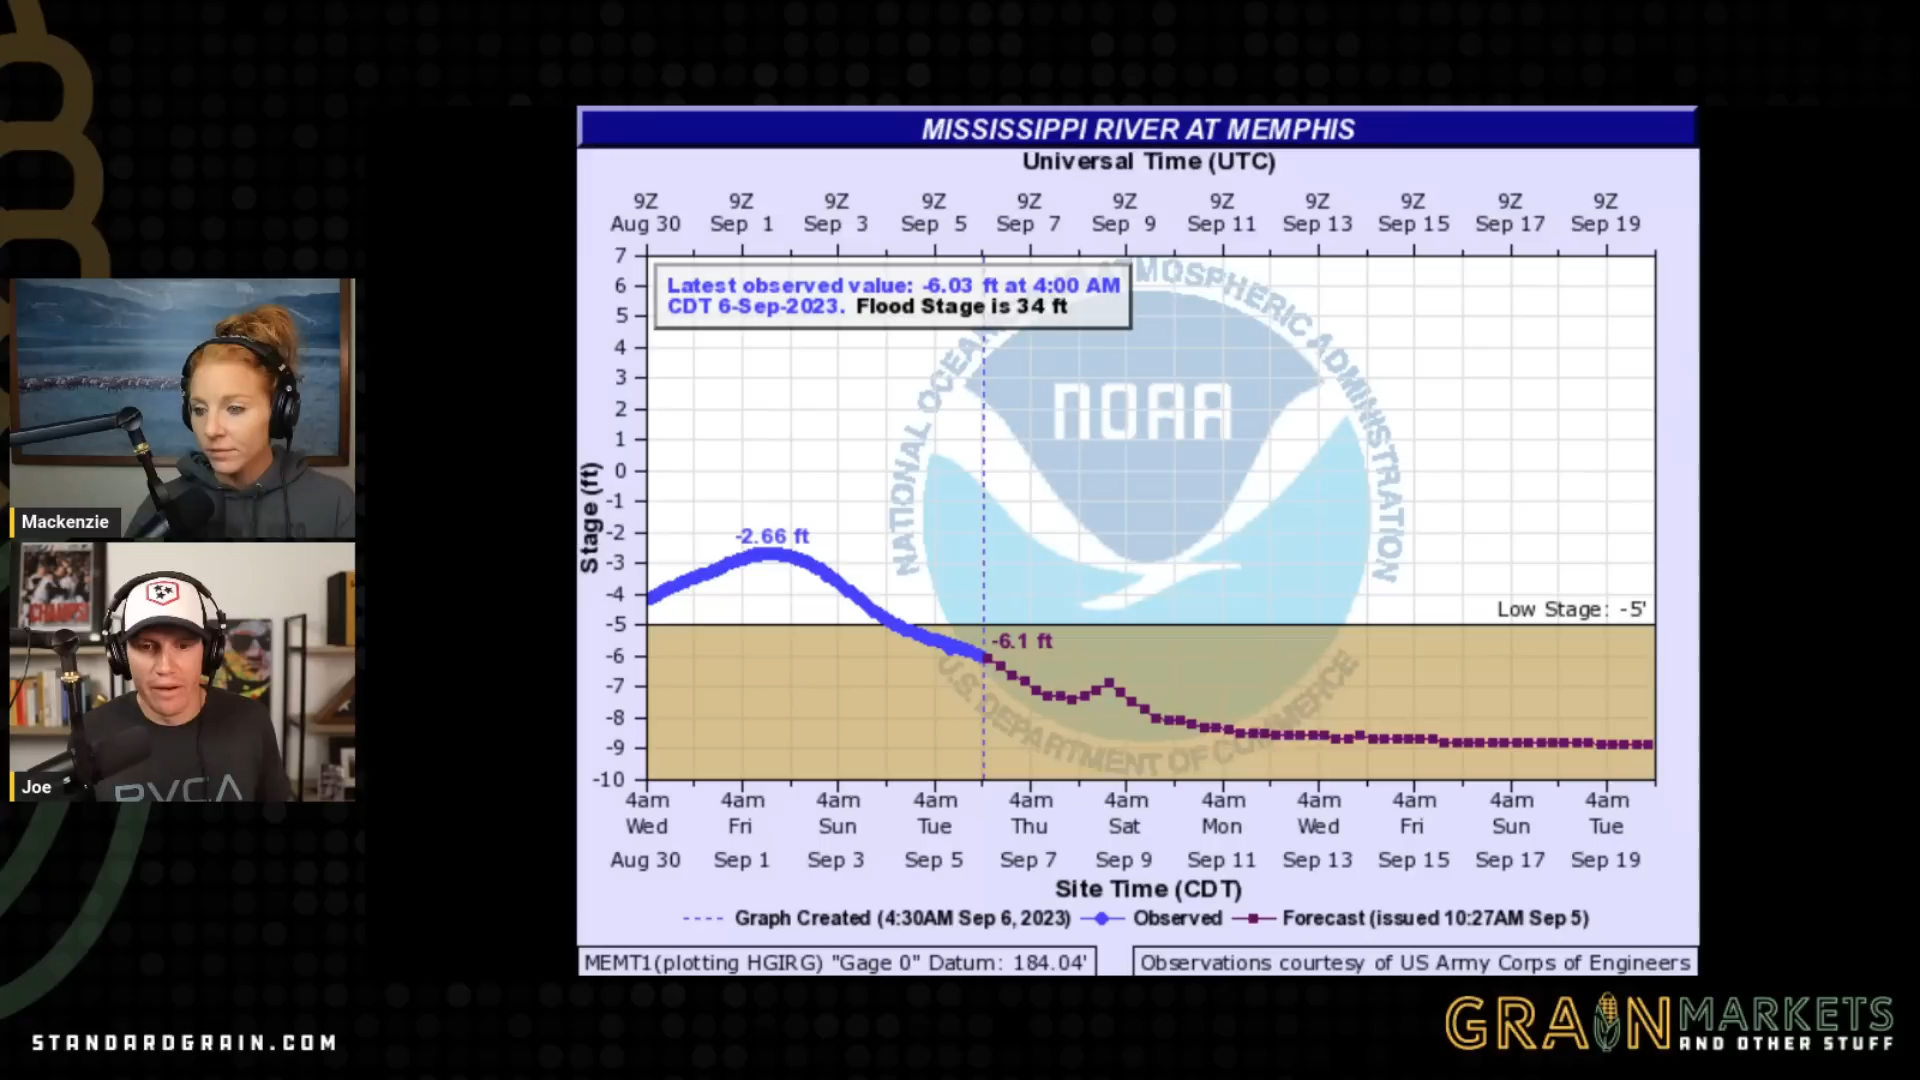 MISSISSIPPI RIVER AT MEMPHIS
Universal Time (UTC)
9Z 9Z 9Z 9Z 9Z 9Z 9Z 9Z 9Z 9Z 9Z
Aug 30 Sep 1 Sep 3 Sep 5 Sep 7 Sep 9 Sep 11 Sep 13 Sep 15 Sep 17 Sep 19
7
6
5
4
3
2
1
0
-1
-2
-3
-4
-5
-6
-7
-8
-9
-10
Stage (ft)
Latest observed value: -6.03 ft at 4:00 AM
CDT 6-Sep-2023. Flood Stage is 34 ft
NATIONAL OCEANIC AND ATMOSPHERIC ADMINISTRATION
NOAA
U.S. DEPARTMENT OF COMMERCE
-2.66 ft
Low Stage: -5'
-6.1 ft
4am 4am 4am 4am 4am 4am 4am 4am 4am 4am 4am
Wed Fri Sun Tue Thu Sat Mon Wed Fri Sun Tue
Aug 30 Sep 1 Sep 3 Sep 5 Sep 7 Sep 9 Sep 11 Sep 13 Sep 15 Sep 17 Sep 19
Site Time (CDT)
Graph Created (4:30AM Sep 6, 2023) Observed Forecast (issued 10:27AM Sep 5)
MEMT1(plotting HGIRG) "Gage 0" Datum: 184.04'
Observations courtesy of US Army Corps of Engineers
Mackenzie
CHAMPS
Joe
RVCA
STANDARDGRAIN.COM
GRAIN MARKETS
AND OTHER STUFF